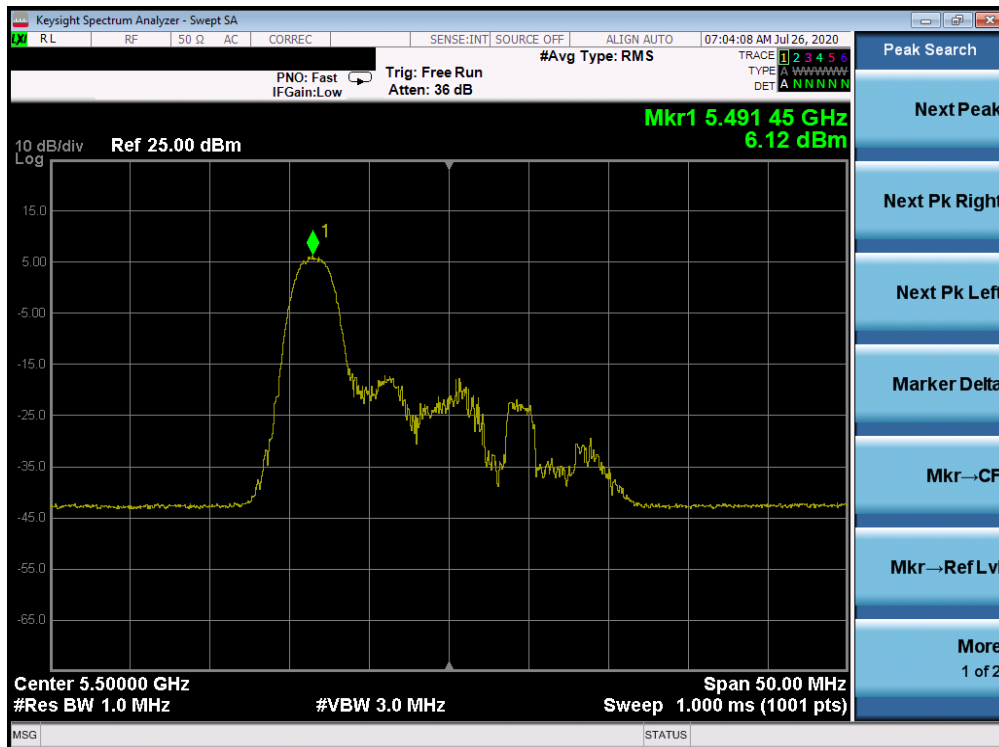 Keysight Spectrum Analyzer - Swept SA
LXI RL RF 50 Ω AC CORREC SENSE:INT SOURCE OFF ALIGN AUTO 07:04:08 AM Jul 26, 2020
#Avg Type: RMS
TRACE 1 2 3 4 5 6
PNO: Fast Trig: Free Run
TYPE A WWWWW
IFGain:Low Atten: 36 dB
DET A N N N N N
Mkr1 5.491 45 GHz
6.12 dBm
10 dB/div Ref 25.00 dBm
Log
15.0
1
5.00
-5.00
-15.0
-25.0
-35.0
-45.0
-55.0
-65.0
Center 5.50000 GHz Span 50.00 MHz
#Res BW 1.0 MHz #VBW 3.0 MHz Sweep 1.000 ms (1001 pts)
MSG STATUS
Peak Search
Next Peak
Next Pk Right
Next Pk Left
Marker Delta
Mkr→CF
Mkr→Ref Lvl
More
1 of 2